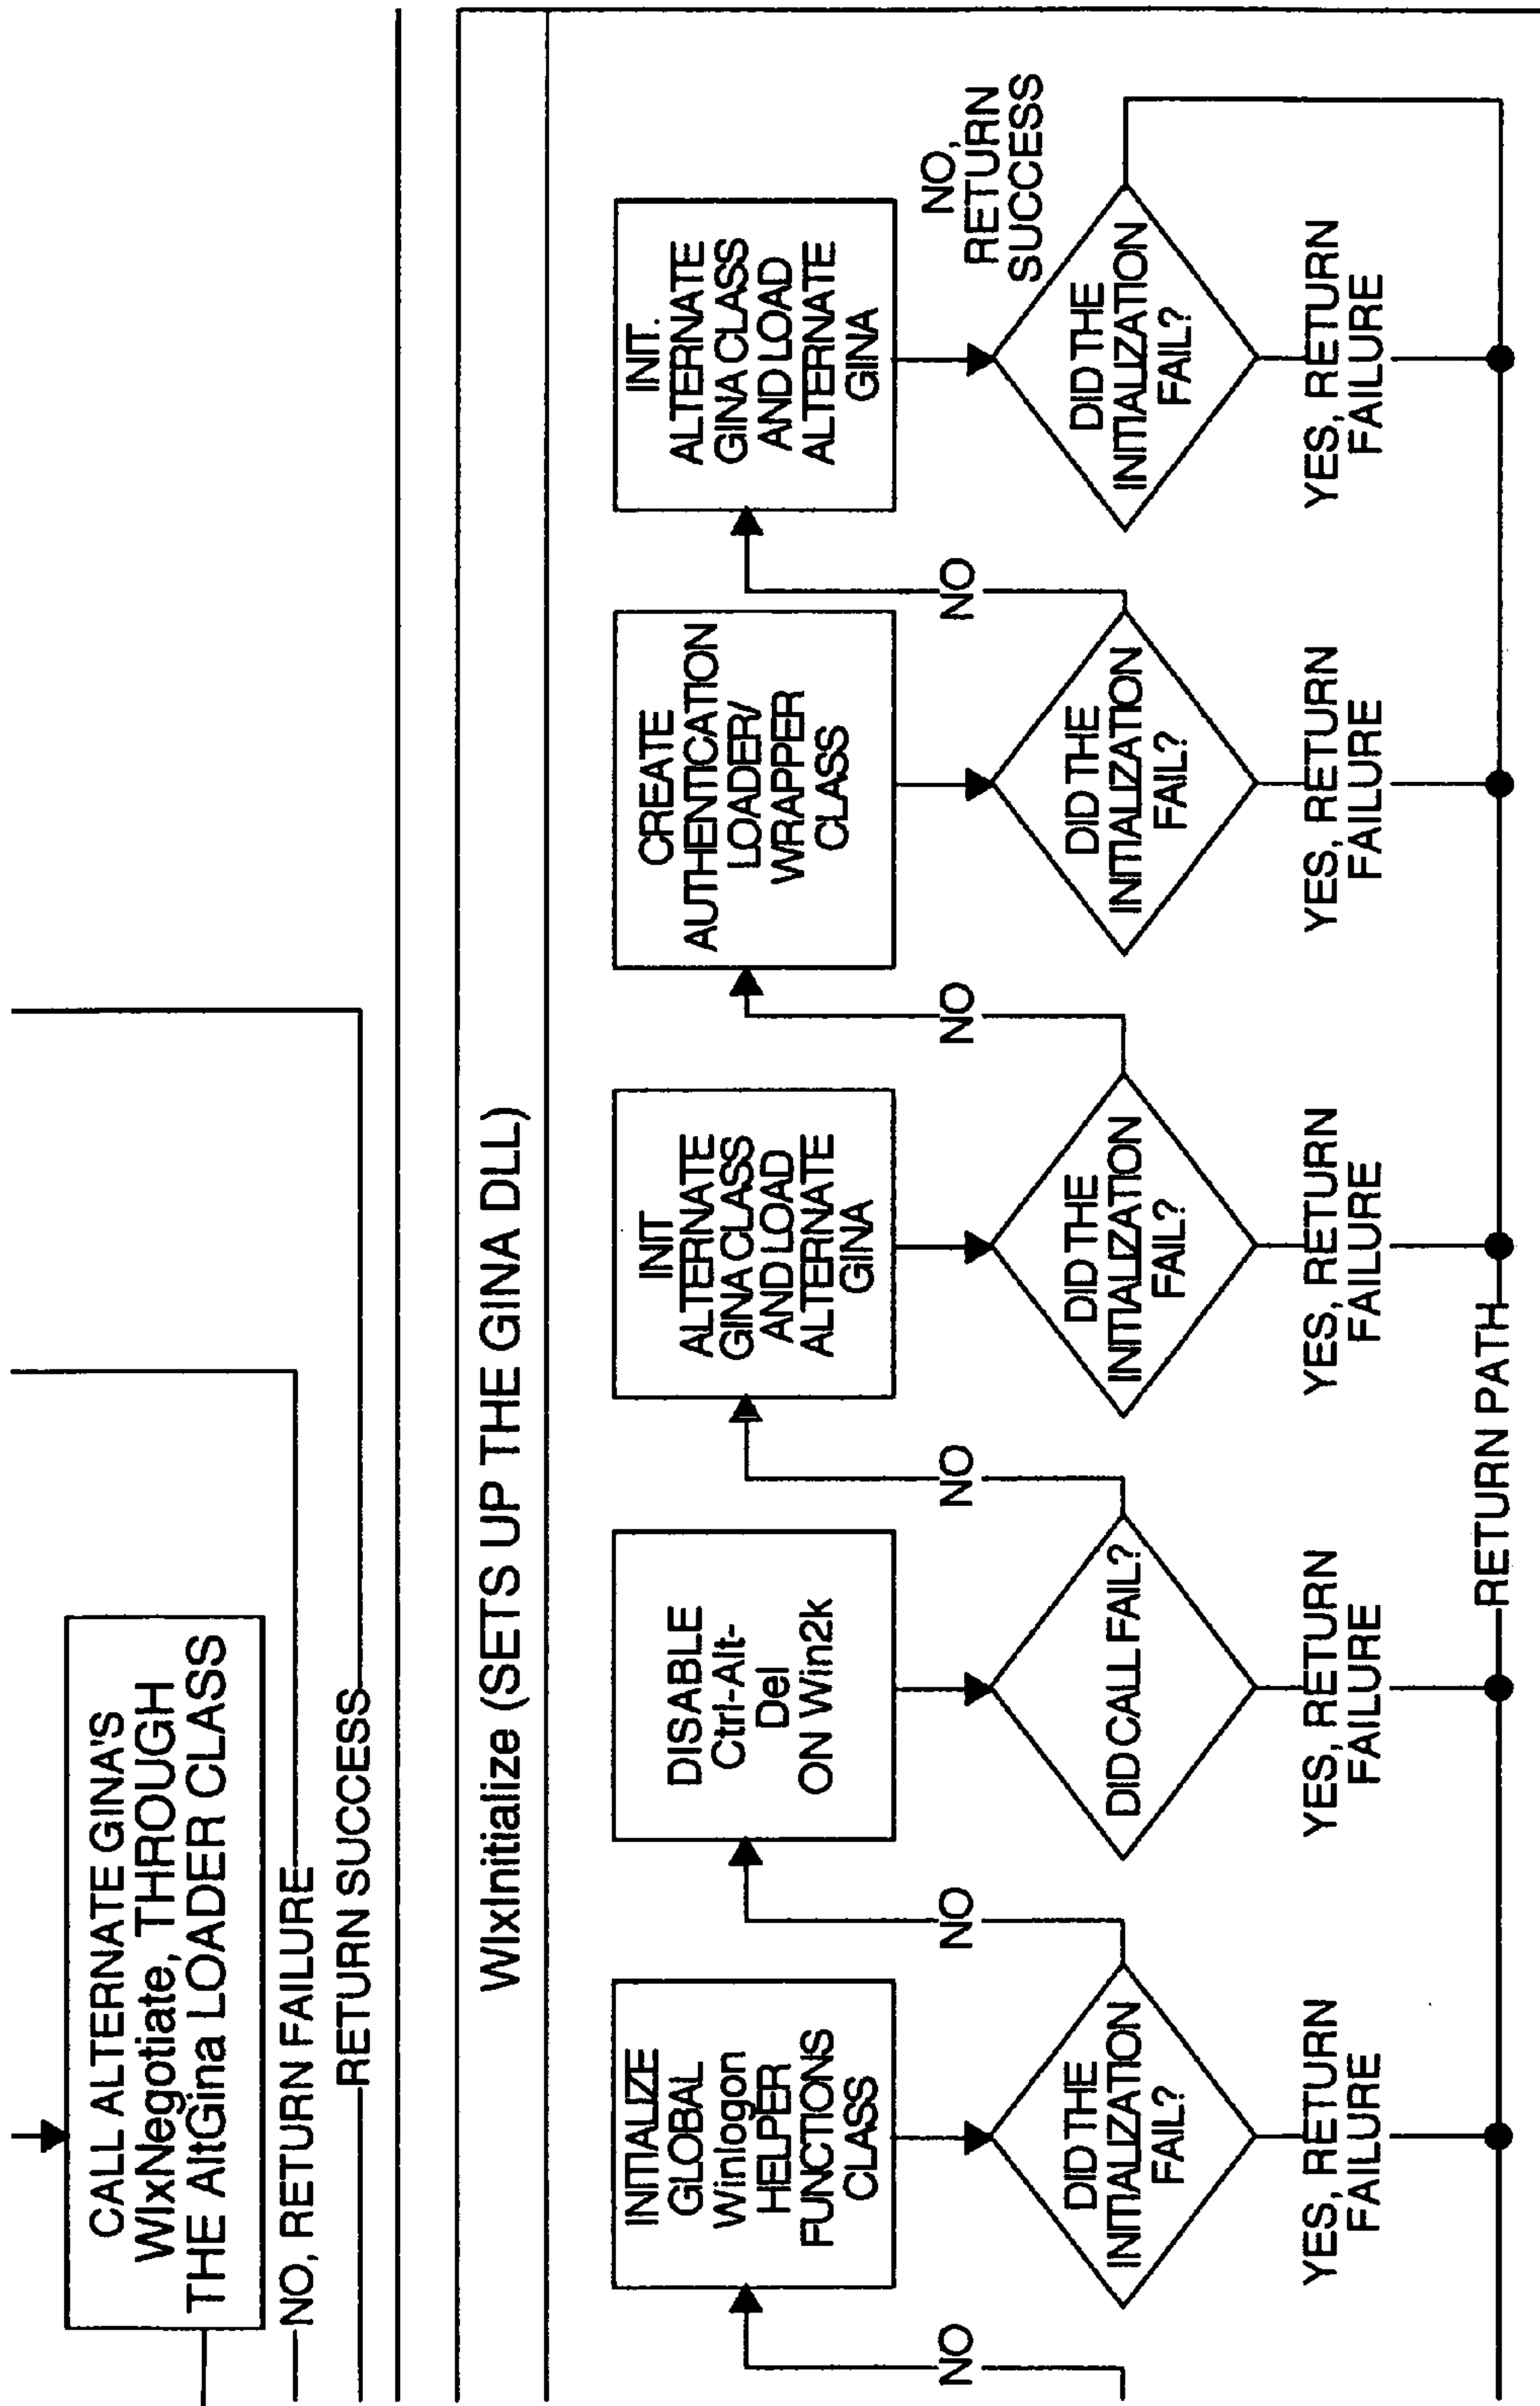 CALL ALTERNATE GINA'S
WlxNegotiate, THROUGH
THE AltGina LOADER CLASS
NO, RETURN FAILURE
RETURN SUCCESS
WlxInitialize (SETS UP THE GINA DLL)
NO
INITIALIZE
GLOBAL
Winlogon
HELPER
FUNCTIONS
CLASS
DID THE
INITIALIZATION
FAIL?
YES, RETURN
FAILURE
NO
DISABLE
Ctrl-Alt-
Del
ON Win2k
DID CALL FAIL?
YES, RETURN
FAILURE
NO
INIT
ALTERNATE
GINA CLASS
AND LOAD
ALTERNATE
GINA
DID THE
INITIALIZATION
FAIL?
YES, RETURN
FAILURE
NO
CREATE
AUTHENTICATION
LOADER/
WRAPPER
CLASS
DID THE
INITIALIZATION
FAIL?
YES, RETURN
FAILURE
NO
INIT.
ALTERNATE
GINA CLASS
AND LOAD
ALTERNATE
GINA
DID THE
INITIALIZATION
FAIL?
NO,
RETURN
SUCCESS
YES, RETURN
FAILURE
RETURN PATH